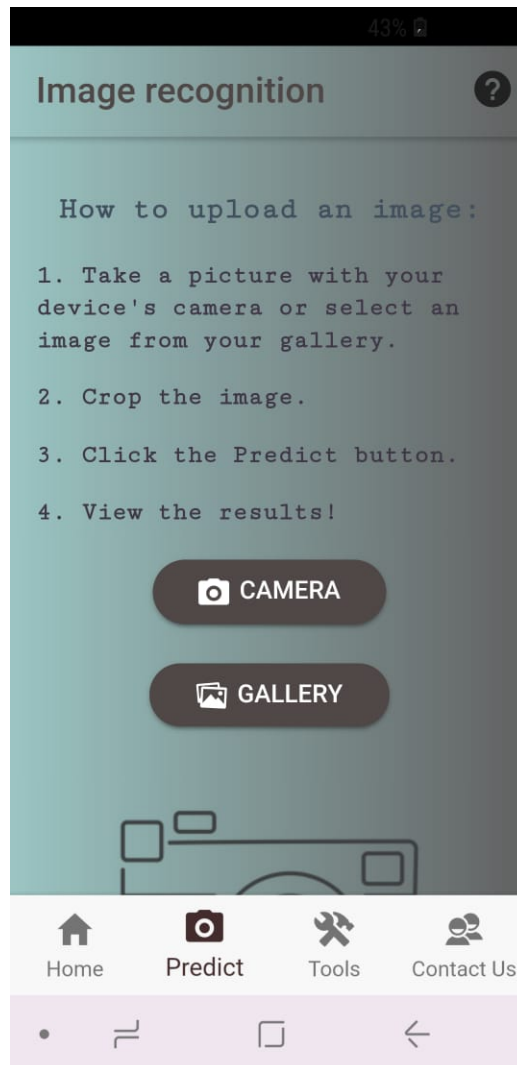 43%
Image recognition
?
How to upload an image:
1. Take a picture with your
device's camera or select an
image from your gallery.
2. Crop the image.
3. Click the Predict button.
4. View the results!
CAMERA
GALLERY
Home Predict Tools Contact Us